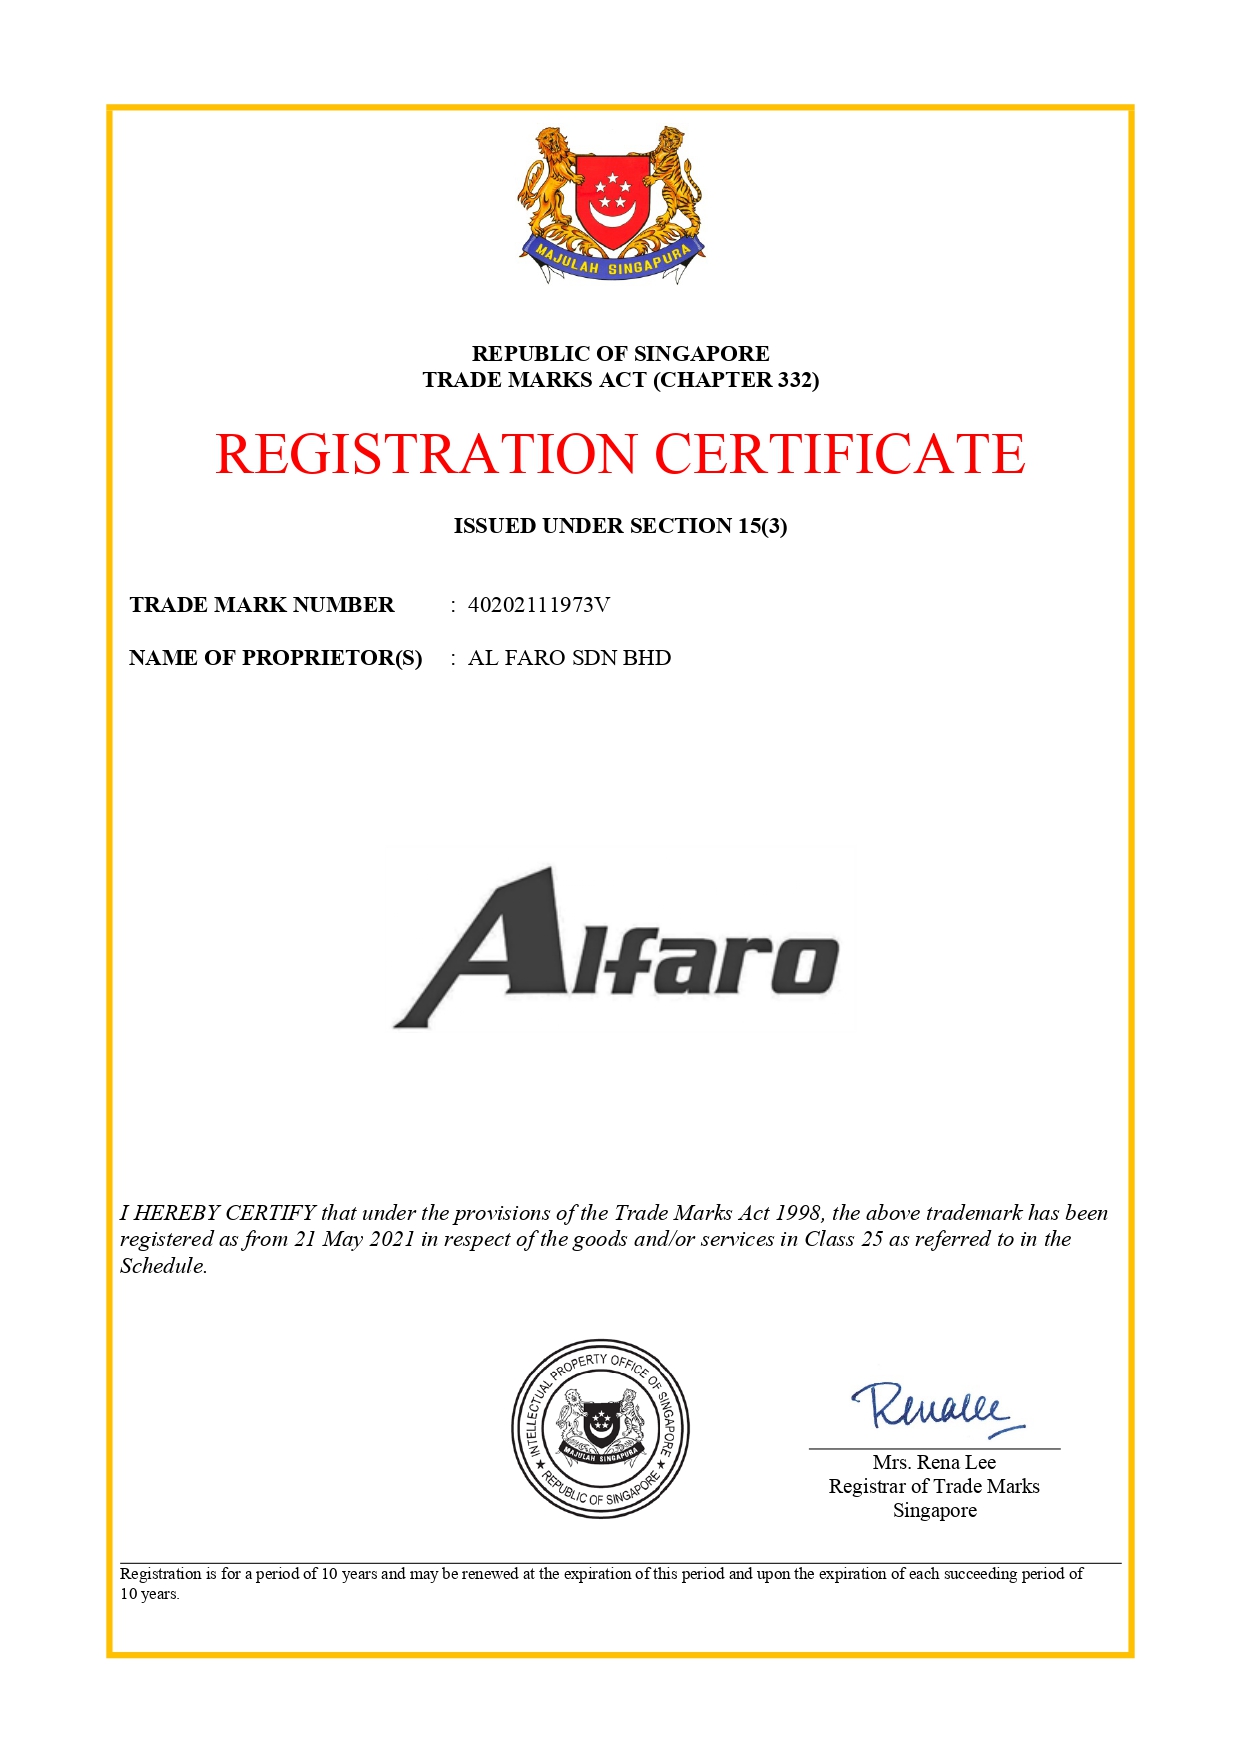 MAJULAH SINGAPURA
REPUBLIC OF SINGAPORE
TRADE MARKS ACT (CHAPTER 332)
REGISTRATION CERTIFICATE
ISSUED UNDER SECTION 15(3)
TRADE MARK NUMBER : 40202111973V
NAME OF PROPRIETOR(S) : AL FARO SDN BHD
Alfaro
I HEREBY CERTIFY that under the provisions of the Trade Marks Act 1998, the above trademark has been
registered as from 21 May 2021 in respect of the goods and/or services in Class 25 as referred to in the
Schedule.
INTELLECTUAL PROPERTY OFFICE OF SINGAPORE
MAJULAH SINGAPURA
★ REPUBLIC OF SINGAPORE ★
Renalee
Mrs. Rena Lee
Registrar of Trade Marks
Singapore
Registration is for a period of 10 years and may be renewed at the expiration of this period and upon the expiration of each succeeding period of
10 years.